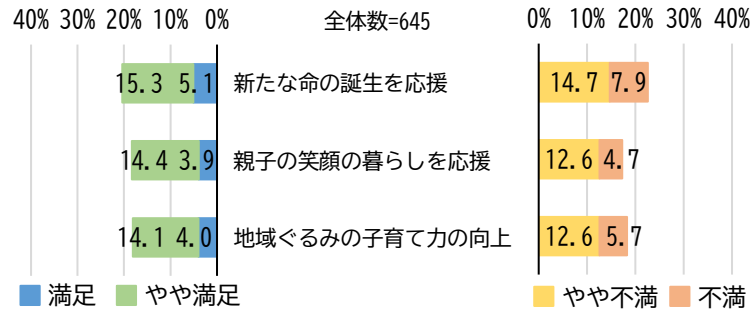 40% 30% 20% 10% 0% 全体数=645 0% 10% 20% 30% 40%
15.3 5.1 新たな命の誕生を応援 14.7 7.9
14.4 3.9 親子の笑顔の暮らしを応援 12.6 4.7
14.1 4.0 地域ぐるみの子育て力の向上 12.6 5.7
満足 やや満足 やや不満 不満